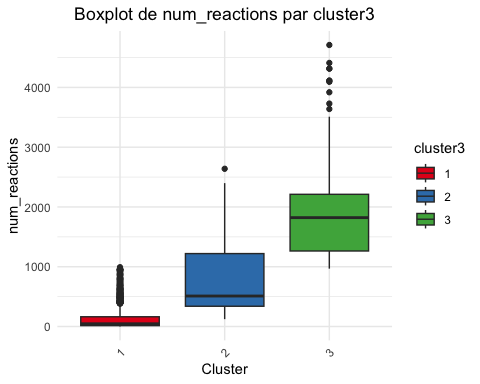 Boxplot de num_reactions par cluster3
num_reactions
4000
3000
2000
1000
0
1
2
3
Cluster
cluster3
1
2
3